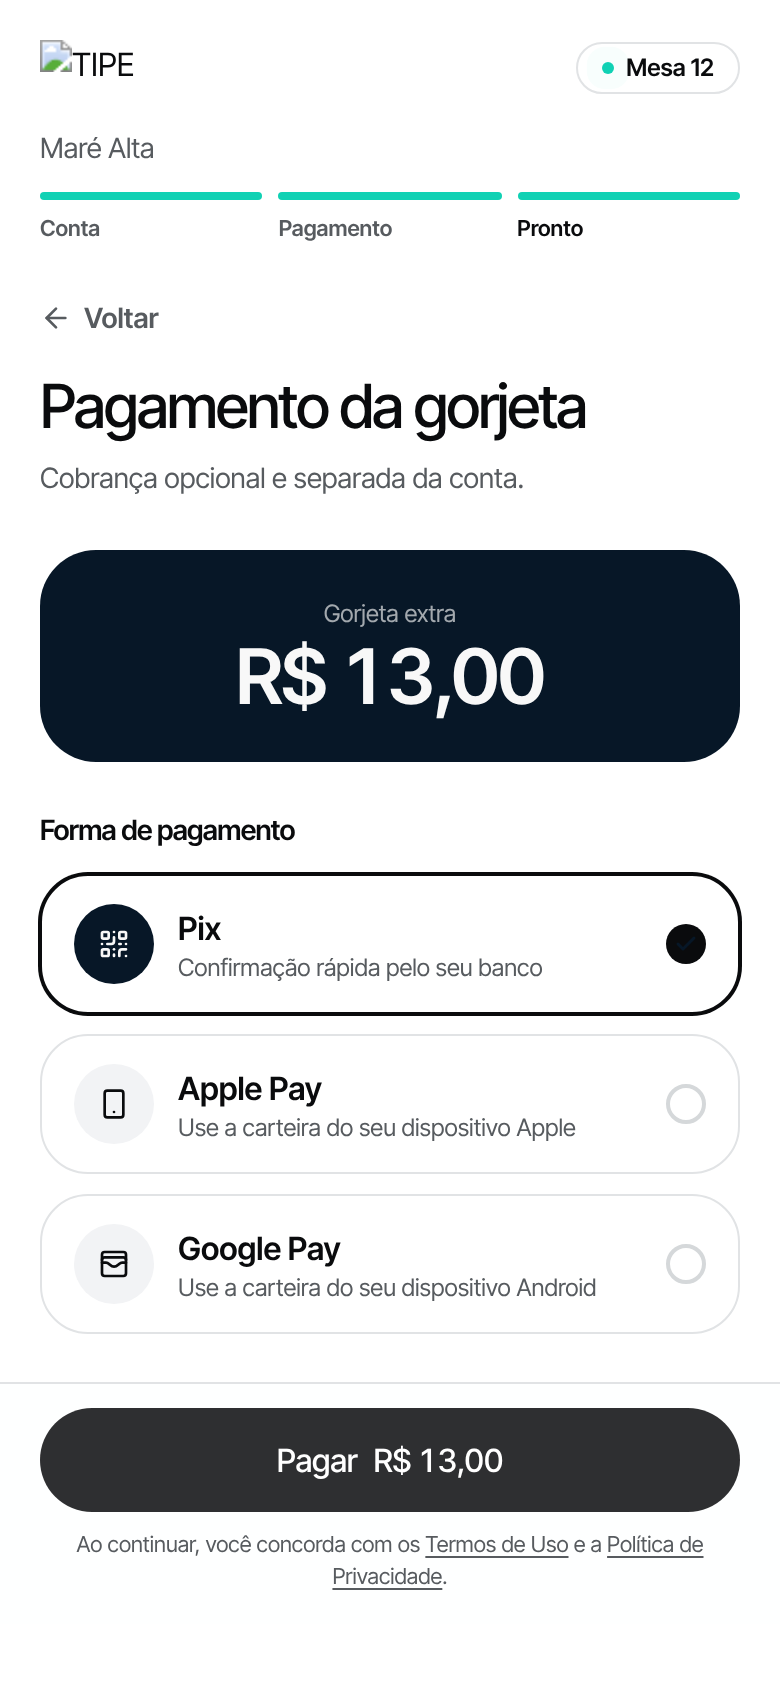 TIPE
Mesa 12
Maré Alta
Conta
Pagamento
Pronto
Voltar
Pagamento da gorjeta
Cobrança opcional e separada da conta.
Gorjeta extra
R$ 13,00
Forma de pagamento
Pix
Confirmação rápida pelo seu banco
Apple Pay
Use a carteira do seu dispositivo Apple
Google Pay
Use a carteira do seu dispositivo Android
Pagar R$ 13,00
Ao continuar, você concorda com os Termos de Uso e a Política de
Privacidade.